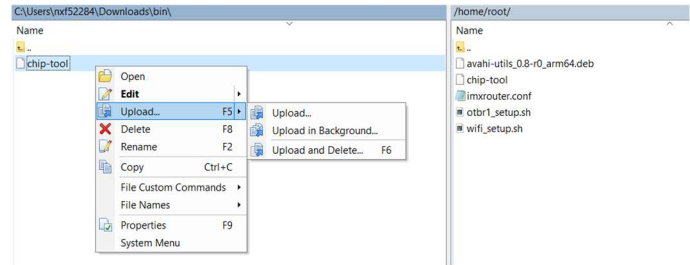 C:\Users\nxf52284\Downloads\bin\
Name
..
chip-tool
Open
Edit
Upload... F5
Delete F8
Rename F2
Copy Ctrl+C
File Custom Commands
File Names
Properties F9
System Menu
Upload...
Upload in Background...
Upload and Delete... F6
/home/root/
Name
..
avahi-utils_0.8-r0_arm64.deb
chip-tool
imxrouter.conf
otbr1_setup.sh
wifi_setup.sh